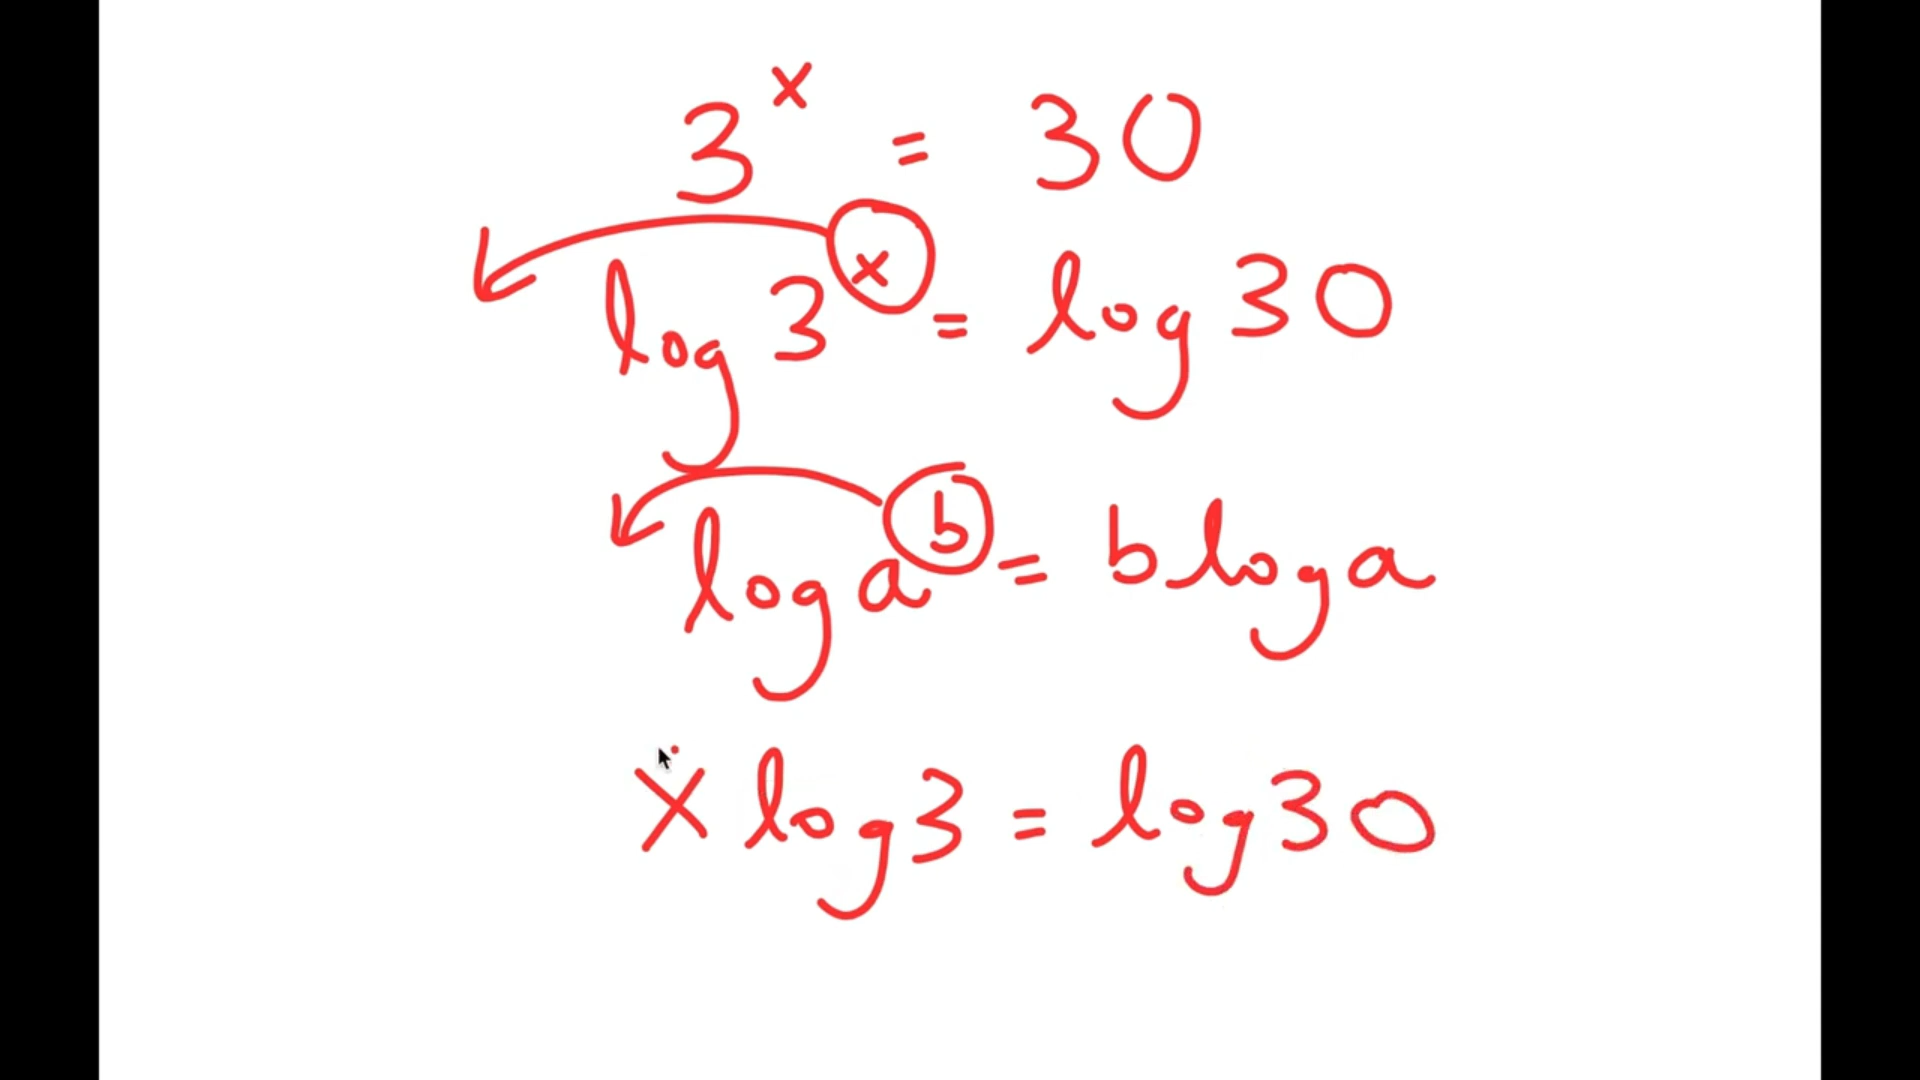 3^x = 30
log 3^x = log 30
log a^b = b log a
x log 3 = log 30